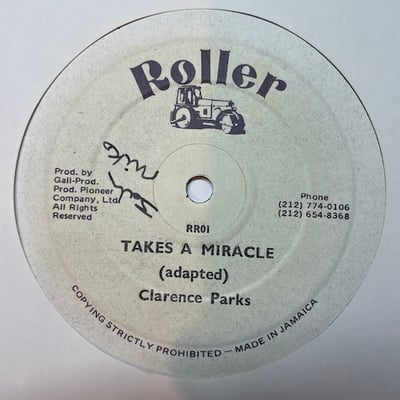 Roller
Prod. by
Gall-Prod.
Prod. Pioneer
Company, Ltd.
All Rights
Reserved
Mike
Phone
(212) 774-0106
(212) 654-8368
RR01
TAKES A MIRACLE
(adapted)
Clarence Parks
COPYING STRICTLY PROHIBITED — MADE IN JAMAICA